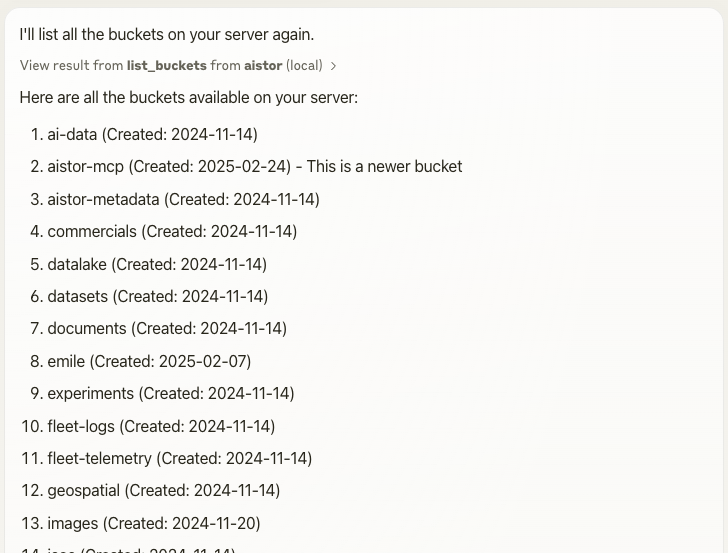 I'll list all the buckets on your server again.
View result from list_buckets from aistor (local) >
Here are all the buckets available on your server:
1. ai-data (Created: 2024-11-14)
2. aistor-mcp (Created: 2025-02-24) - This is a newer bucket
3. aistor-metadata (Created: 2024-11-14)
4. commercials (Created: 2024-11-14)
5. datalake (Created: 2024-11-14)
6. datasets (Created: 2024-11-14)
7. documents (Created: 2024-11-14)
8. emile (Created: 2025-02-07)
9. experiments (Created: 2024-11-14)
10. fleet-logs (Created: 2024-11-14)
11. fleet-telemetry (Created: 2024-11-14)
12. geospatial (Created: 2024-11-14)
13. images (Created: 2024-11-20)
(Created: 2024-11-14)